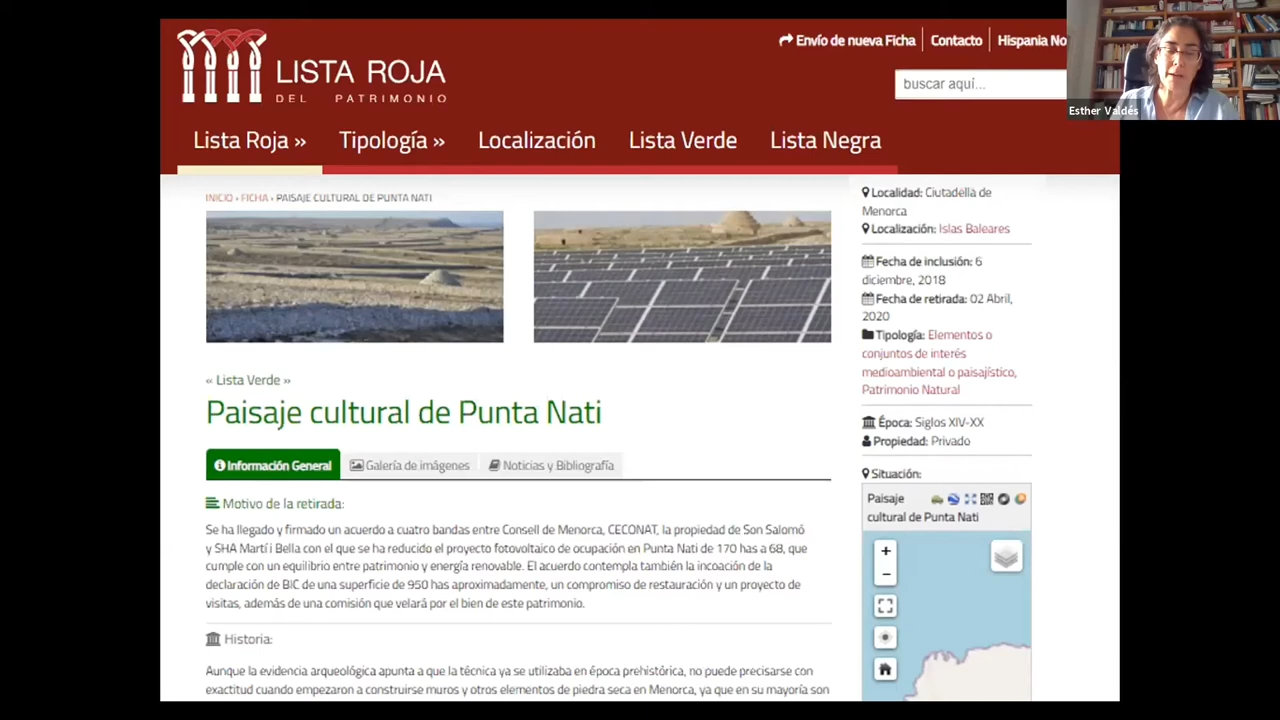 LISTA ROJA
DEL PATRIMONIO
Envío de nueva Ficha
Contacto
Hispania No
buscar aquí...
Lista Roja »
Tipología »
Localización
Lista Verde
Lista Negra
Esther Valdés
INICIO › FICHA › PAISAJE CULTURAL DE PUNTA NATI
« Lista Verde »
Paisaje cultural de Punta Nati
Información General
Galería de imágenes
Noticias y Bibliografía
Motivo de la retirada:
Se ha llegado y firmado un acuerdo a cuatro bandas entre Consell de Menorca, CECONAT, la propiedad de Son Salomó
y SHA Martí i Bella con el que se ha reducido el proyecto fotovoltaico de ocupación en Punta Nati de 170 has a 68, que
cumple con un equilibrio entre patrimonio y energía renovable. El acuerdo contempla también la incoación de la
declaración de BIC de una superficie de 950 has aproximadamente, un compromiso de restauración y un proyecto de
visitas, además de una comisión que velará por el bien de este patrimonio.
Historia:
Aunque la evidencia arqueológica apunta a que la técnica ya se utilizaba en época prehistórica, no puede precisarse con
exactitud cuando empezaron a construirse muros y otros elementos de piedra seca en Menorca, ya que en su mayoría son
Localidad: Ciutadella de
Menorca
Localización: Islas Baleares
Fecha de inclusión: 6
diciembre, 2018
Fecha de retirada: 02 Abril,
2020
Tipología: Elementos o
conjuntos de interés
medioambiental o paisajístico,
Patrimonio Natural
Época: Siglos XIV-XX
Propiedad: Privado
Situación:
Paisaje
cultural de Punta Nati
+
−